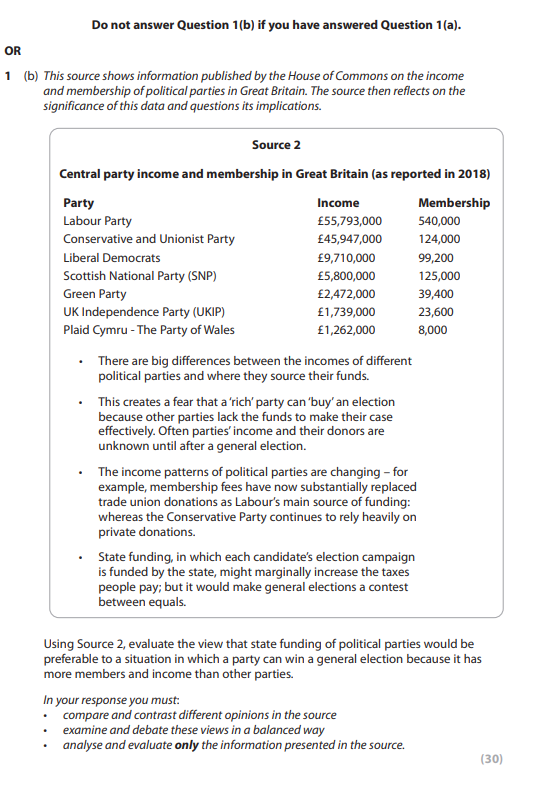 Do not answer Question 1(b) if you have answered Question 1(a).
OR
1 (b) This source shows information published by the House of Commons on the income
and membership of political parties in Great Britain. The source then reflects on the
significance of this data and questions its implications.
Source 2
Central party income and membership in Great Britain (as reported in 2018)
Party Income Membership
Labour Party £55,793,000 540,000
Conservative and Unionist Party £45,947,000 124,000
Liberal Democrats £9,710,000 99,200
Scottish National Party (SNP) £5,800,000 125,000
Green Party £2,472,000 39,400
UK Independence Party (UKIP) £1,739,000 23,600
Plaid Cymru - The Party of Wales £1,262,000 8,000
• There are big differences between the incomes of different
political parties and where they source their funds.
• This creates a fear that a ‘rich’ party can ‘buy’ an election
because other parties lack the funds to make their case
effectively. Often parties’ income and their donors are
unknown until after a general election.
• The income patterns of political parties are changing – for
example, membership fees have now substantially replaced
trade union donations as Labour’s main source of funding:
whereas the Conservative Party continues to rely heavily on
private donations.
• State funding, in which each candidate’s election campaign
is funded by the state, might marginally increase the taxes
people pay; but it would make general elections a contest
between equals.
Using Source 2, evaluate the view that state funding of political parties would be
preferable to a situation in which a party can win a general election because it has
more members and income than other parties.
In your response you must:
• compare and contrast different opinions in the source
• examine and debate these views in a balanced way
• analyse and evaluate only the information presented in the source.
(30)